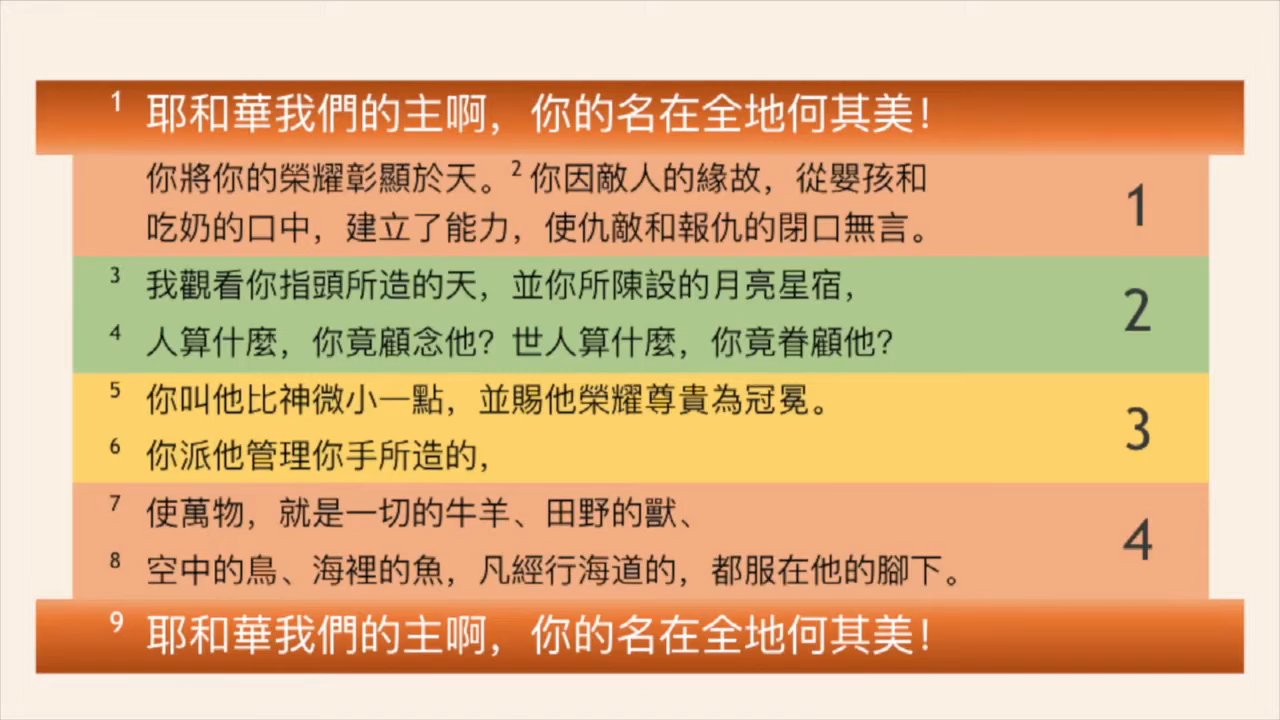 1 耶和華我們的主啊，你的名在全地何其美！
你將你的榮耀彰顯於天。2 你因敵人的緣故，從嬰孩和
吃奶的口中，建立了能力，使仇敵和報仇的閉口無言。
1
3 我觀看你指頭所造的天，並你所陳設的月亮星宿，
4 人算什麼，你竟顧念他？世人算什麼，你竟眷顧他？
2
5 你叫他比神微小一點，並賜他榮耀尊貴為冠冕。
6 你派他管理你手所造的，
3
7 使萬物，就是一切的牛羊、田野的獸、
8 空中的鳥、海裡的魚，凡經行海道的，都服在他的腳下。
4
9 耶和華我們的主啊，你的名在全地何其美！